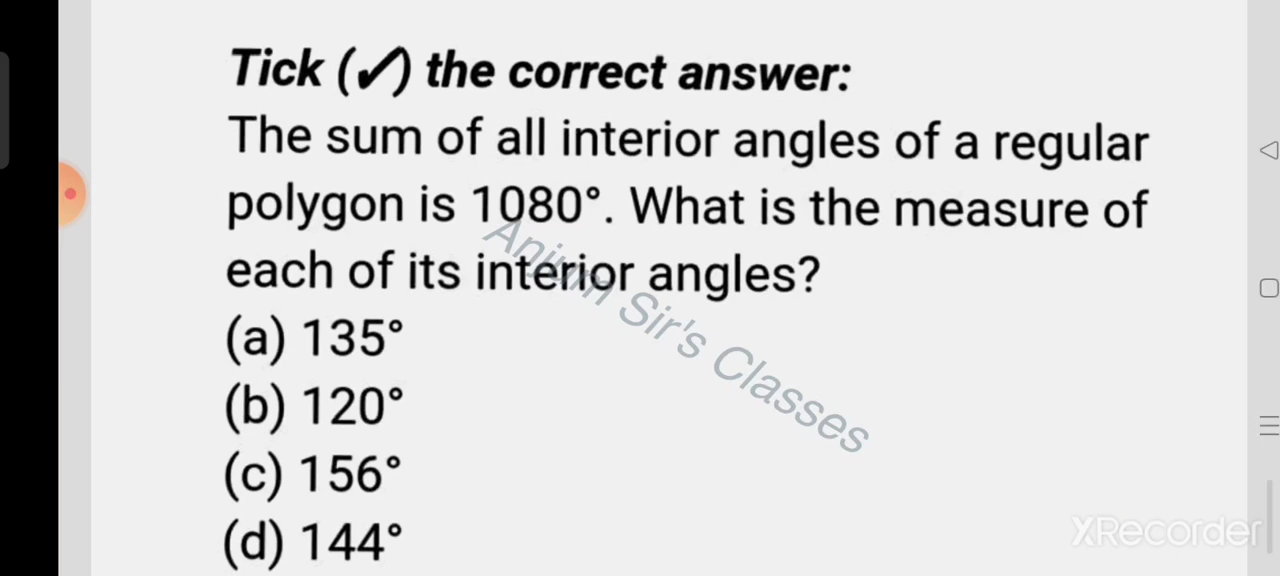 Tick (✓) the correct answer:
The sum of all interior angles of a regular
polygon is 1080°. What is the measure of
each of its interior angles?
(a) 135°
(b) 120°
(c) 156°
(d) 144°
Anjum Sir's Classes
XRecorder